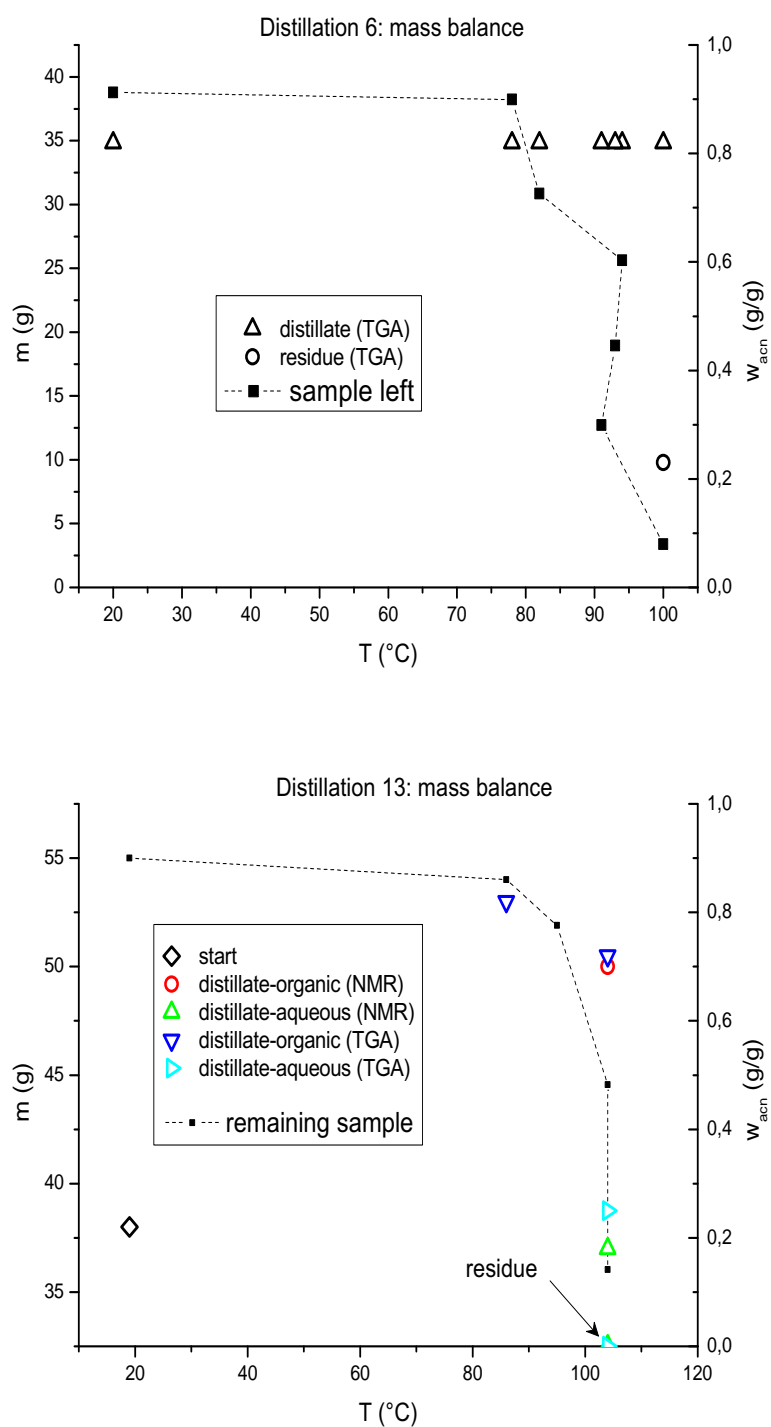 Distillation 6: mass balance
40
35
30
25
20
15
10
5
0
m (g)
1,0
0,8
0,6
0,4
0,2
0,0
w_acn (g/g)
distillate (TGA)
residue (TGA)
sample left
20 30 40 50 60 70 80 90 100
T (°C)
Distillation 13: mass balance
55
50
45
40
35
m (g)
1,0
0,8
0,6
0,4
0,2
0,0
w_acn (g/g)
start
distillate-organic (NMR)
distillate-aqueous (NMR)
distillate-organic (TGA)
distillate-aqueous (TGA)
remaining sample
residue
20 40 60 80 100 120
T (°C)